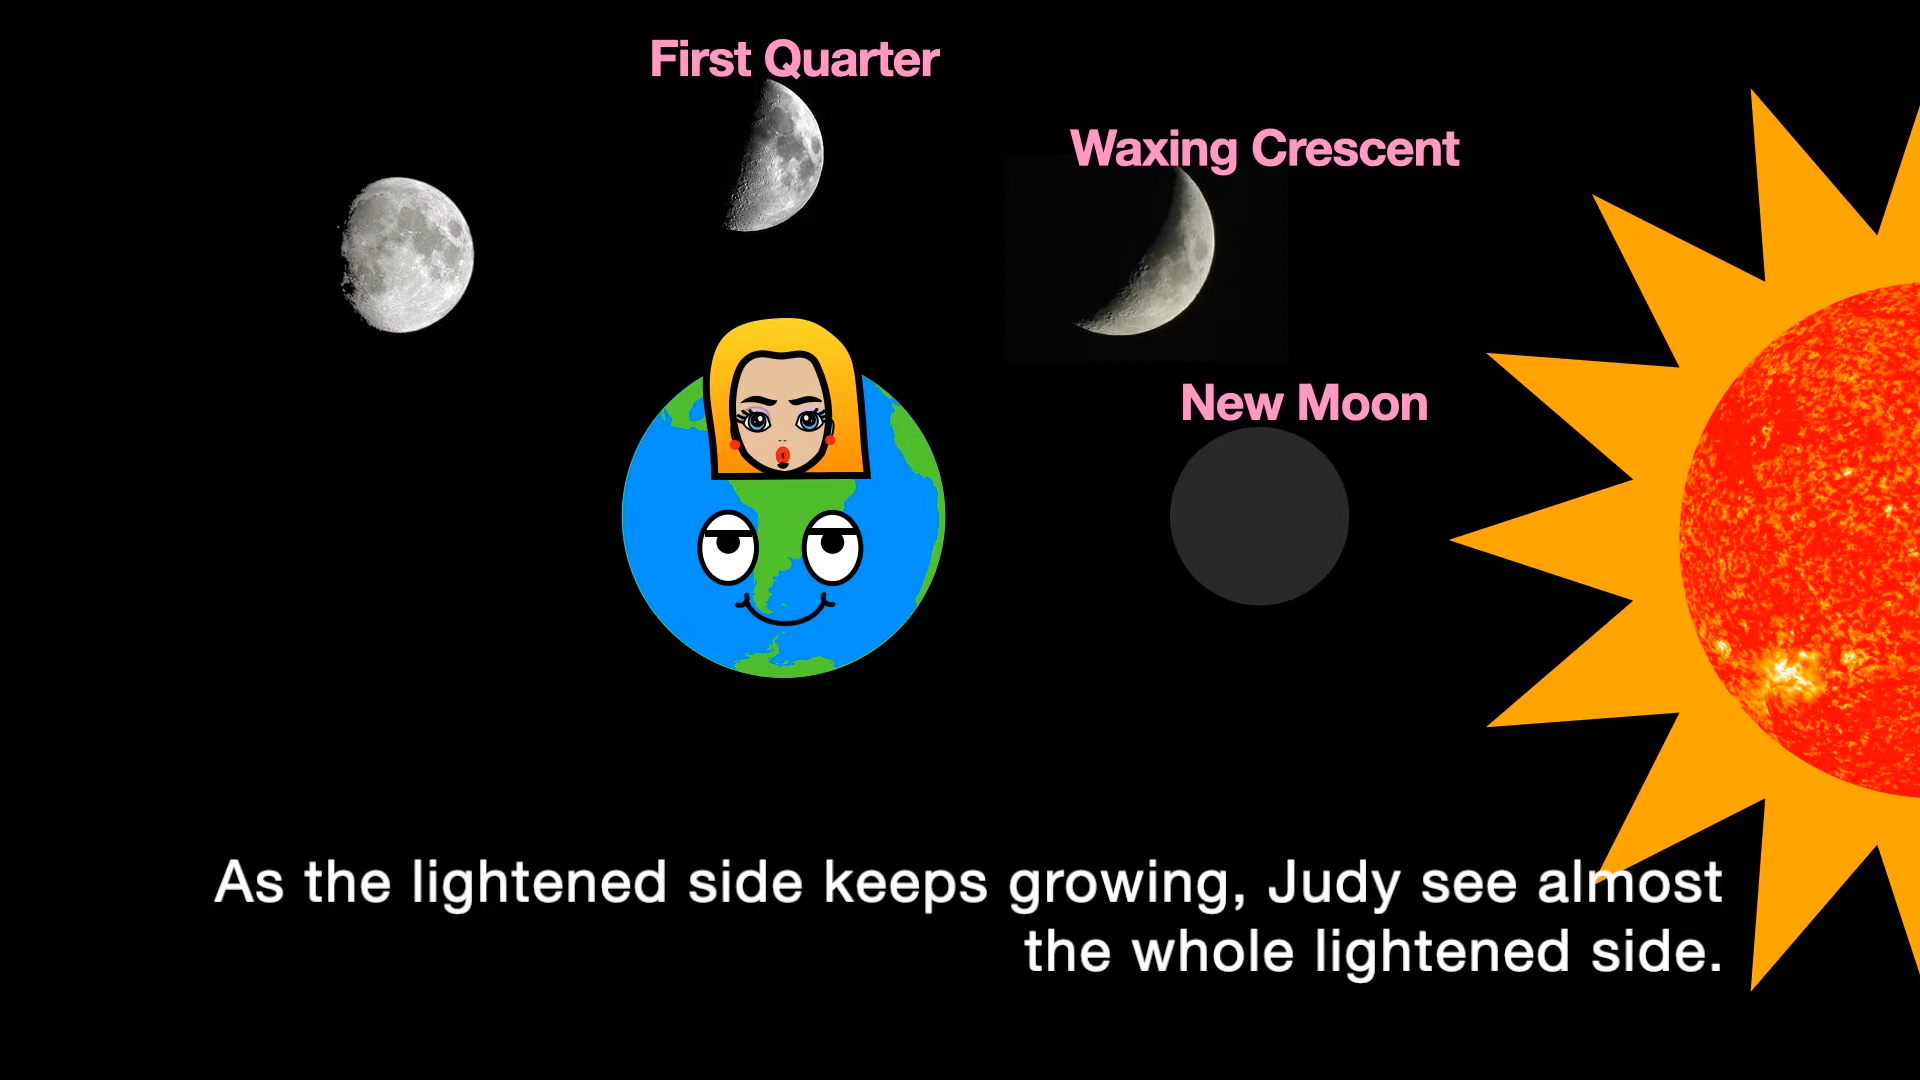 First Quarter
Waxing Crescent
New Moon
As the lightened side keeps growing, Judy see almost
the whole lightened side.